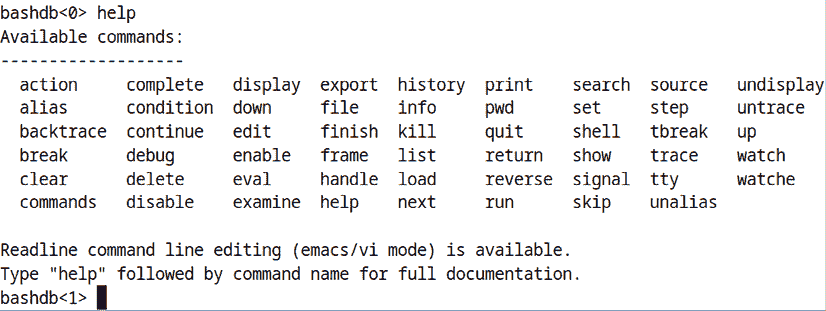 bashdb<0> help
Available commands:
-------------------
  action     complete   display  export  history  print    search  source   undisplay
  alias      condition  down     file    info     pwd      set     step     untrace
  backtrace  continue   edit     finish  kill     quit     shell   tbreak   up
  break      debug      enable   frame   list     return   show    trace    watch
  clear      delete     eval     handle  load     reverse  signal  tty      watche
  commands   disable    examine  help    next     run      skip    unalias

Readline command line editing (emacs/vi mode) is available.
Type "help" followed by command name for full documentation.
bashdb<1>